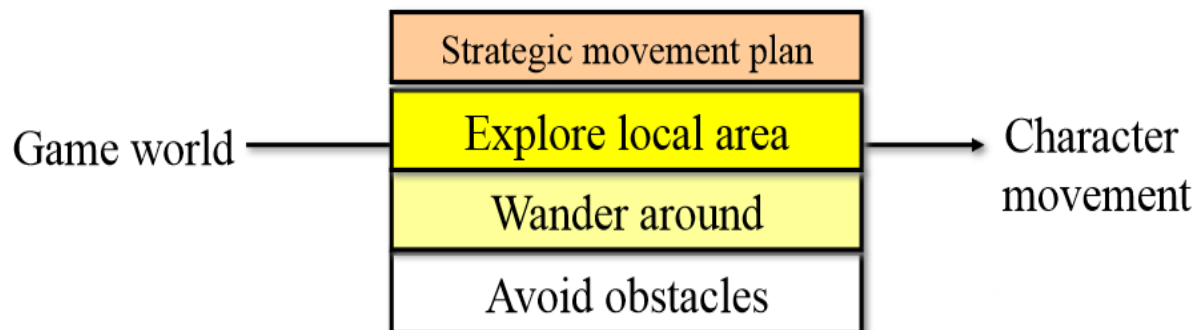 Strategic movement plan
Game world
Explore local area
Character
movement
Wander around
Avoid obstacles